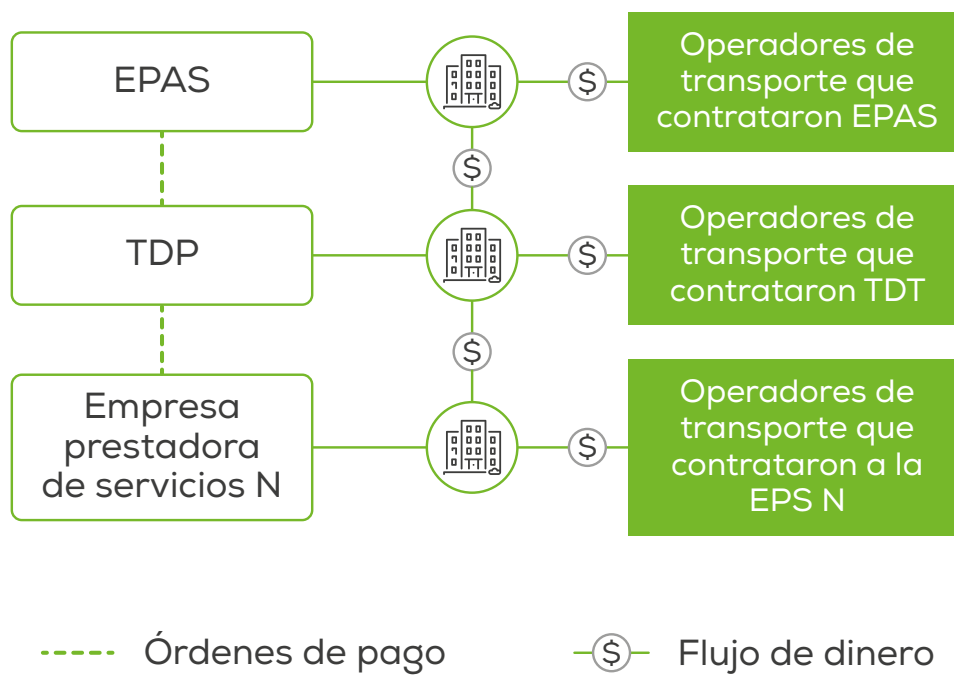 EPAS
$
Operadores de
transporte que
contrataron EPAS
$
TDP
$
Operadores de
transporte que
contrataron TDT
$
Empresa
prestadora
de servicios N
$
Operadores de
transporte que
contrataron a la
EPS N
Órdenes de pago
$ Flujo de dinero